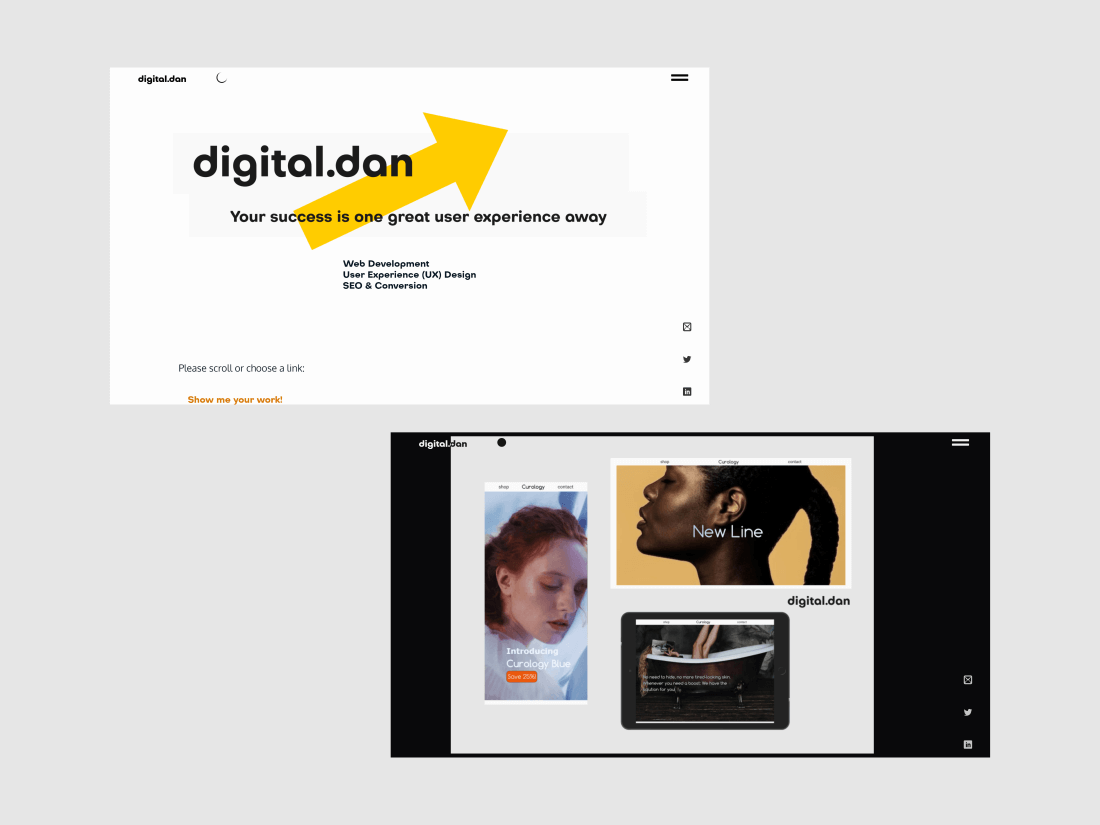 digital.dan
digital.dan
Your success is one great user experience away
Web Development
User Experience (UX) Design
SEO & Conversion
Please scroll or choose a link:
Show me your work!
digital.dan
shop Curology contact
New Line
shop Curology contact
Introducing
Curology Blue
Save 25%!
digital.dan
shop Curology contact
need to hide, no more tired-looking skin.
Whenever you need a boost. We have the
solution for you